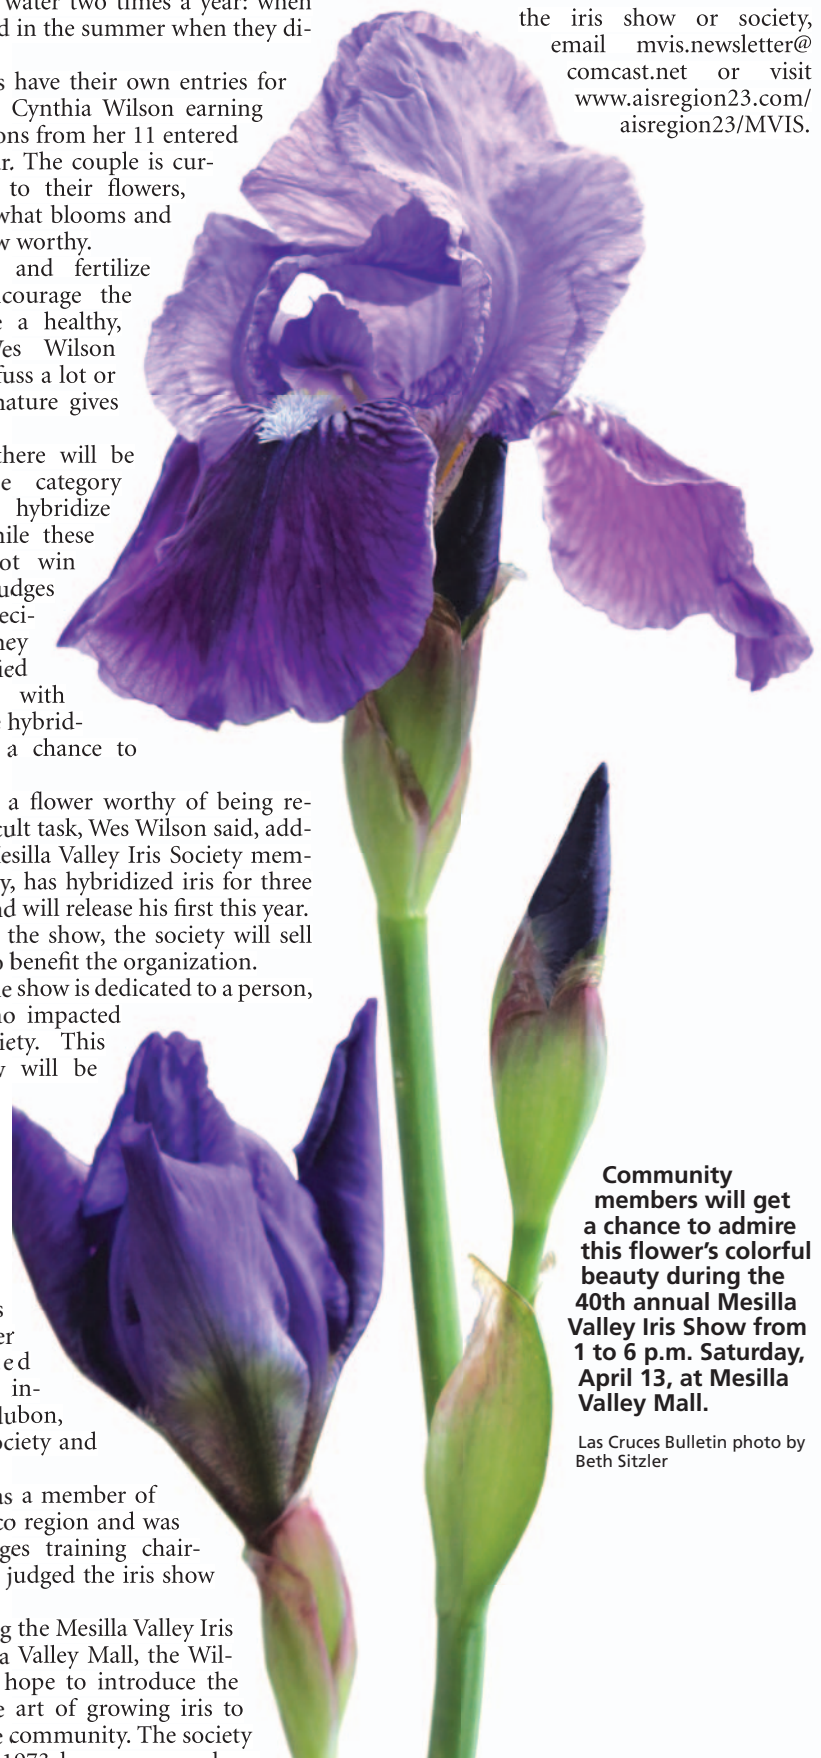 water two times a year: when
d in the summer when they di-
s have their own entries for
Cynthia Wilson earning
ons from her 11 entered
r. The couple is cur-
to their flowers,
what blooms and
w worthy.
and fertilize
courage the
e a healthy,
Wes Wilson
fuss a lot or
nature gives
there will be
e category
hybridize
hile these
ot win
udges
eci-
hey
ied
with
e hybrid-
a chance to
a flower worthy of being re-
cult task, Wes Wilson said, add-
Mesilla Valley Iris Society mem-
y, has hybridized iris for three
nd will release his first this year.
the show, the society will sell
o benefit the organization.
e show is dedicated to a person,
ho impacted
iety. This
y will be
s
er
ed
in-
lubon,
ociety and
as a member of
co region and was
ges training chair-
judged the iris show
g the Mesilla Valley Iris
a Valley Mall, the Wil-
hope to introduce the
e art of growing iris to
e community. The society
the iris show or society,
email mvis.newsletter@
comcast.net or visit
www.aisregion23.com/
aisregion23/MVIS.
Community
members will get
a chance to admire
this flower's colorful
beauty during the
40th annual Mesilla
Valley Iris Show from
1 to 6 p.m. Saturday,
April 13, at Mesilla
Valley Mall.
Las Cruces Bulletin photo by
Beth Sitzler